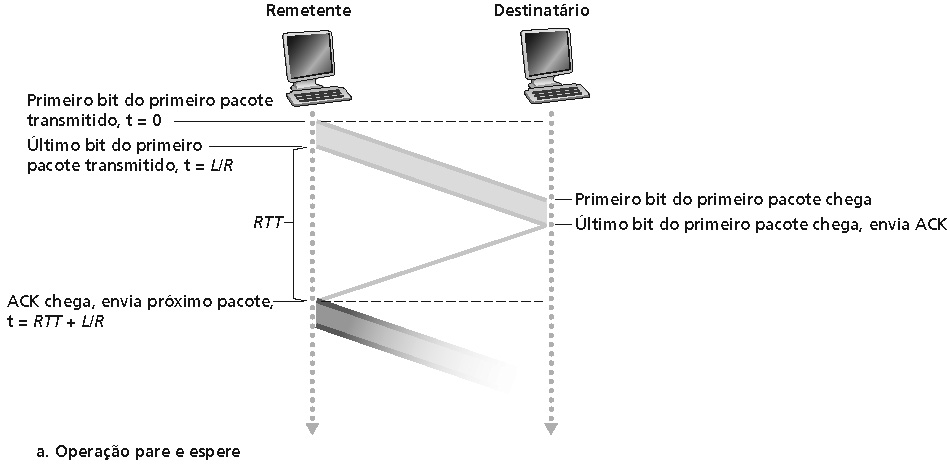 Remetente
Destinatário
Primeiro bit do primeiro pacote
transmitido, t = 0
Último bit do primeiro
pacote transmitido, t = L/R
Primeiro bit do primeiro pacote chega
RTT
Último bit do primeiro pacote chega, envia ACK
ACK chega, envia próximo pacote,
t = RTT + L/R
a. Operação pare e espere